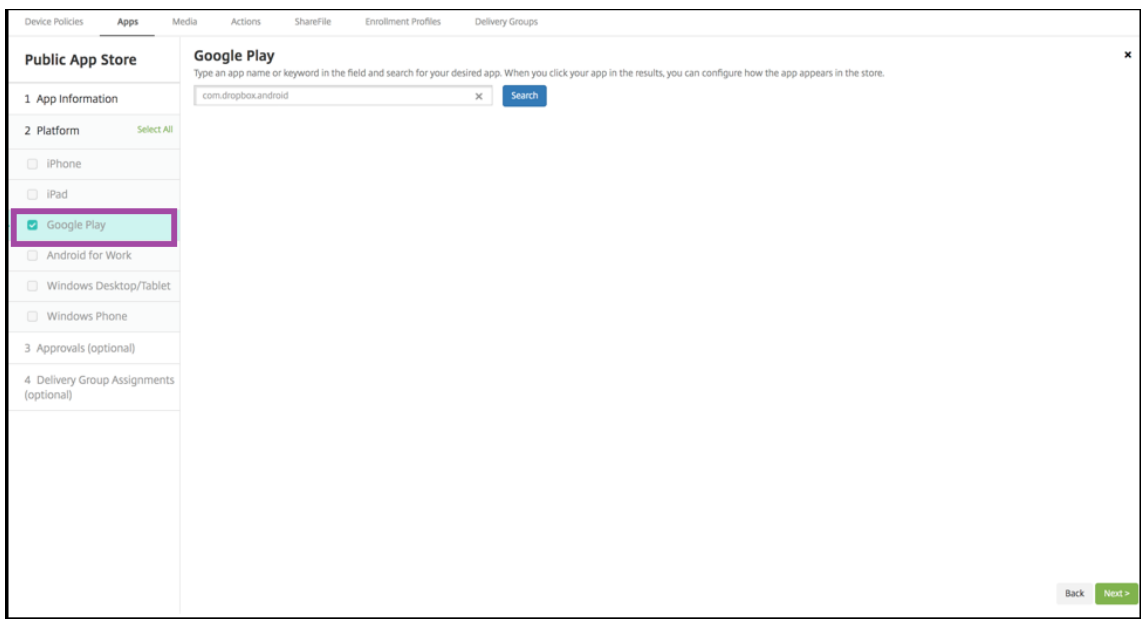 Device Policies Apps Media Actions ShareFile Enrollment Profiles Delivery Groups
Public App Store
1 App Information
2 Platform Select All
iPhone
iPad
Google Play
Android for Work
Windows Desktop/Tablet
Windows Phone
3 Approvals (optional)
4 Delivery Group Assignments
(optional)
Google Play
Type an app name or keyword in the field and search for your desired app. When you click your app in the results, you can configure how the app appears in the store.
com.dropbox.android Search
Back Next >